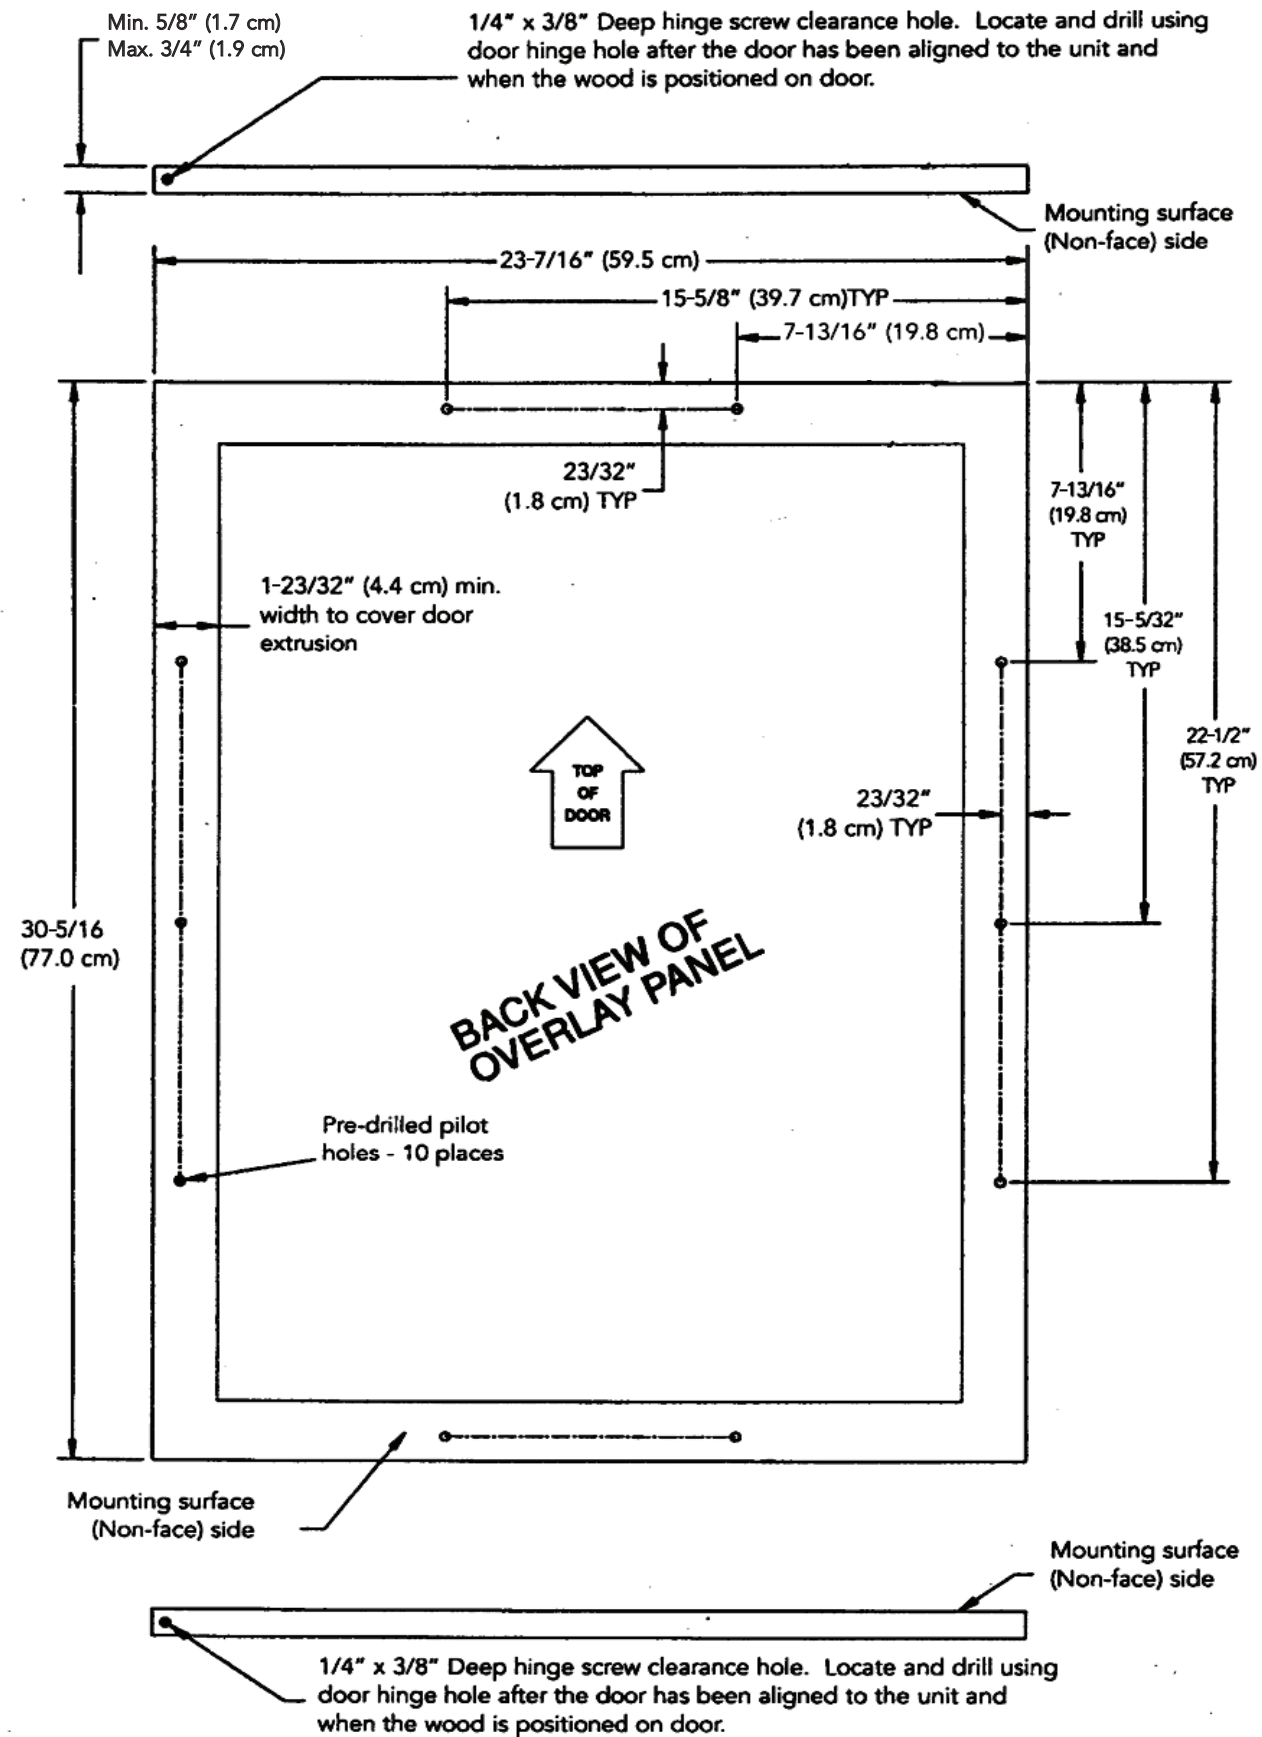 Min. 5/8" (1.7 cm)
Max. 3/4" (1.9 cm)
1/4" x 3/8" Deep hinge screw clearance hole. Locate and drill using
door hinge hole after the door has been aligned to the unit and
when the wood is positioned on door.
Mounting surface
(Non-face) side
23-7/16" (59.5 cm)
15-5/8" (39.7 cm)TYP
7-13/16" (19.8 cm)
23/32"
(1.8 cm) TYP
7-13/16"
(19.8 cm)
TYP
1-23/32" (4.4 cm) min.
width to cover door
extrusion
15-5/32"
(38.5 cm)
TYP
22-1/2"
(57.2 cm)
TYP
TOP
OF
DOOR
23/32"
(1.8 cm) TYP
30-5/16
(77.0 cm)
BACK VIEW OF
OVERLAY PANEL
Pre-drilled pilot
holes - 10 places
Mounting surface
(Non-face) side
Mounting surface
(Non-face) side
1/4" x 3/8" Deep hinge screw clearance hole. Locate and drill using
door hinge hole after the door has been aligned to the unit and
when the wood is positioned on door.